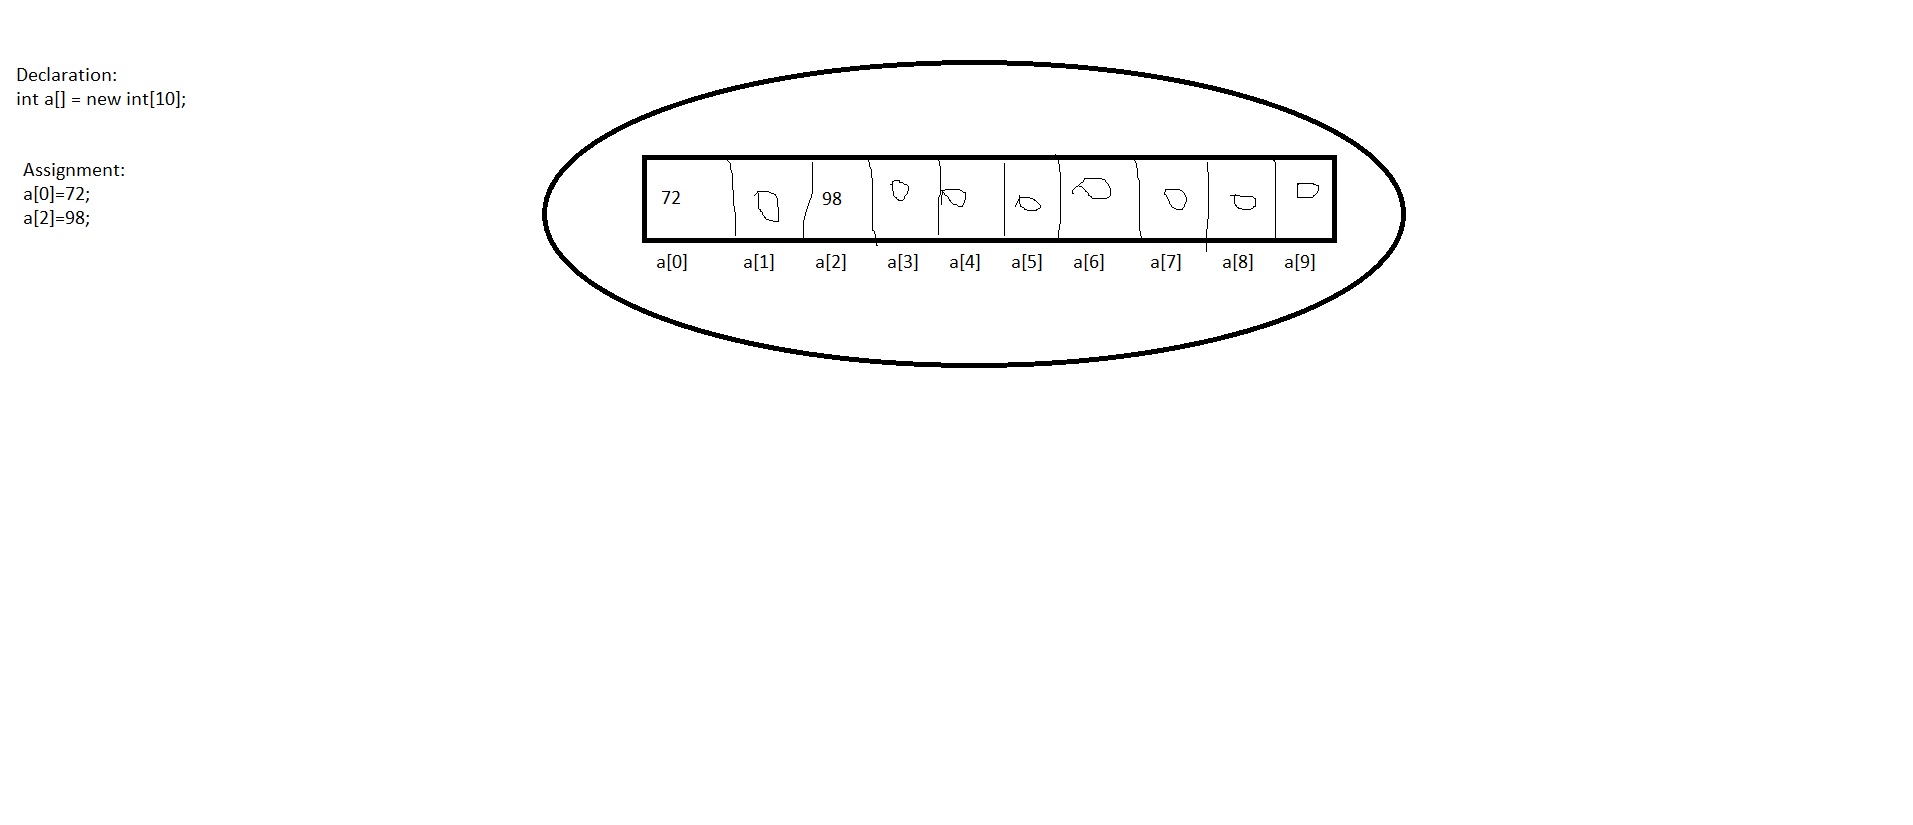 Declaration:
int a[] = new int[10];
Assignment:
a[0]=72;
a[2]=98;
72 0 98 0 0 0 0 0 0 0
a[0] a[1] a[2] a[3] a[4] a[5] a[6] a[7] a[8] a[9]